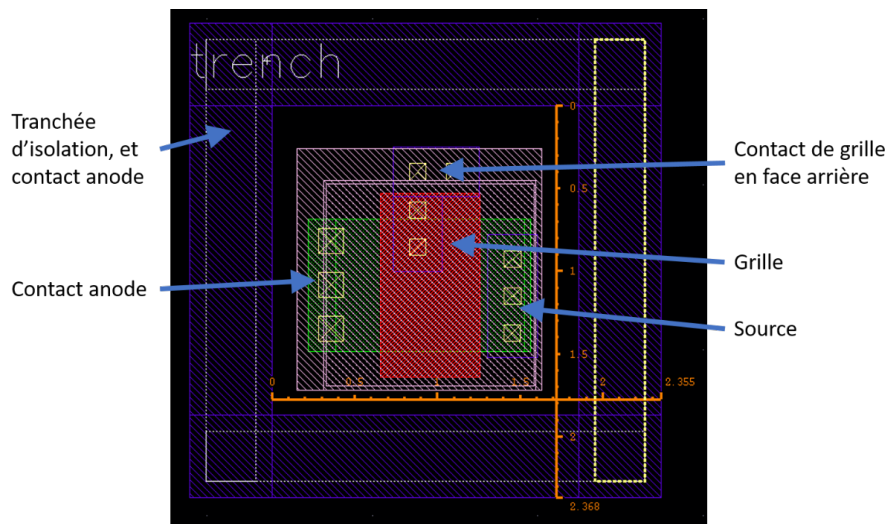 trench
Tranchée
d'isolation, et
contact anode
Contact de grille
en face arrière
Contact anode
Grille
Source
0
0.5
1
1.5
2
2.368
0
0.5
1
1.5
2
2.355